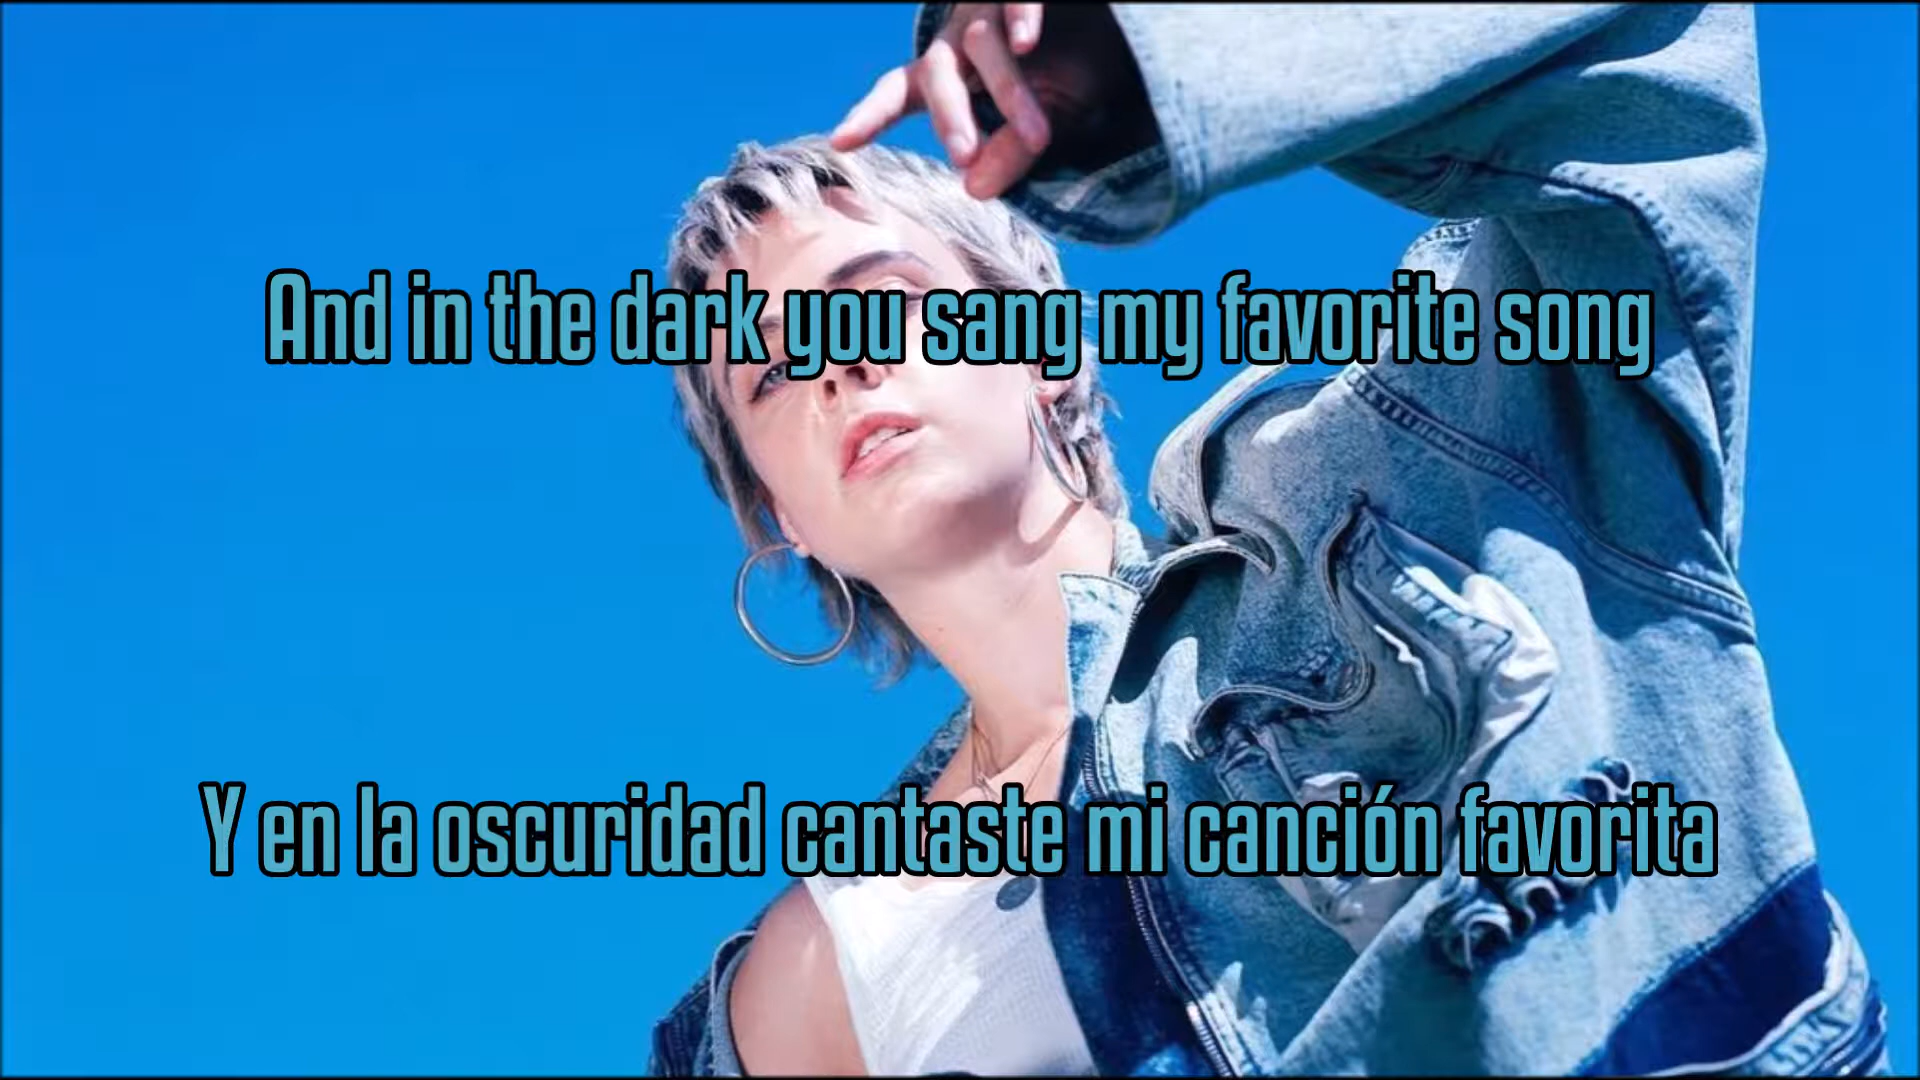 And in the dark you sang my favorite song
Y en la oscuridad cantaste mi canción favorita